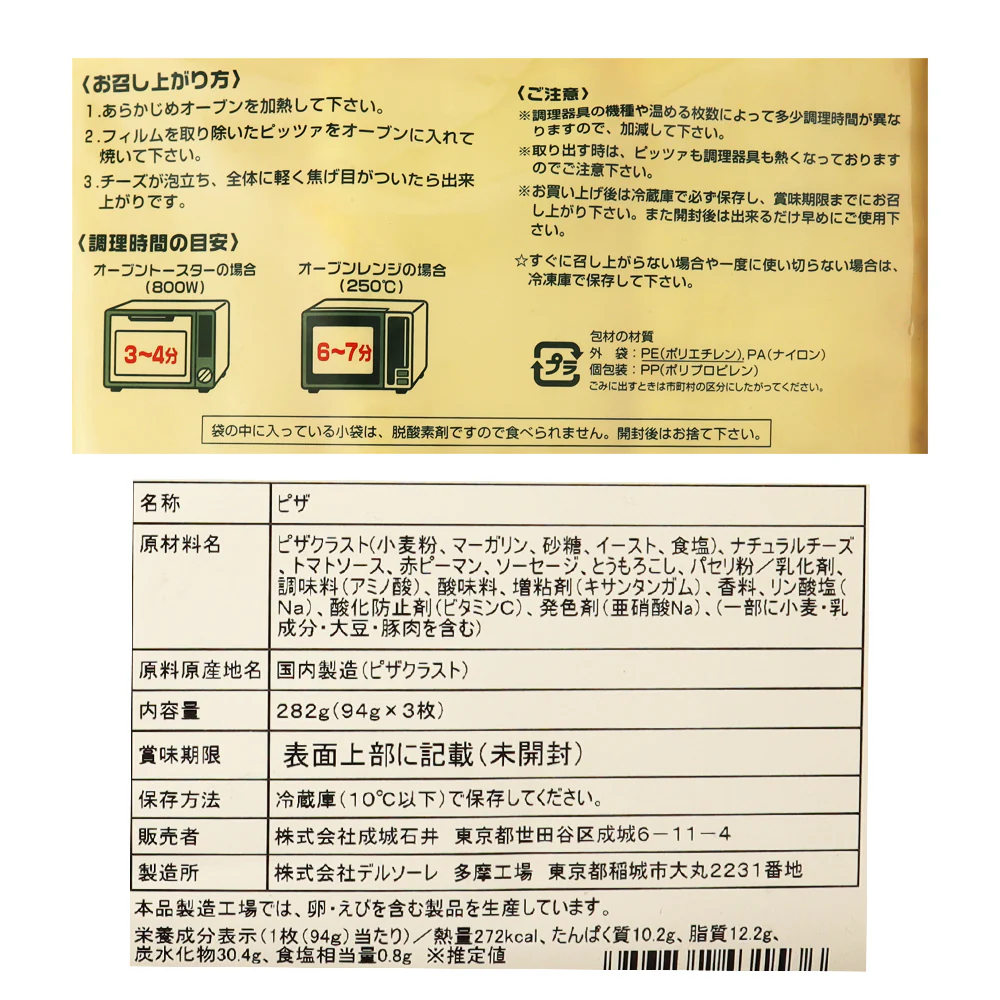 〈お召し上がり方〉
1.あらかじめオーブンを加熱して下さい。
2.フィルムを取り除いたピッツァをオーブンに入れて
焼いて下さい。
3.チーズが泡立ち、全体に軽く焦げ目がついたら出来
上がりです。
〈調理時間の目安〉
オーブントースターの場合
(800W)
3〜4分
オーブンレンジの場合
(250℃)
6〜7分
〈ご注意〉
※調理器具の機種や温める枚数によって多少調理時間が異な
りますので、加減して下さい。
※取り出す時は、ピッツァも調理器具も熱くなっております
のでご注意下さい。
※お買い上げ後は冷蔵庫で必ず保存し、賞味期限までにお召
し上がり下さい。また開封後は出来るだけ早めにご使用下
さい。
☆すぐに召し上がらない場合や一度に使い切らない場合は、
冷凍庫で保存して下さい。
プラ
包材の材質
外 袋：PE(ポリエチレン),PA(ナイロン)
個包装：PP(ポリプロピレン)
ごみに出すときは市町村の区分にしたがってください。
袋の中に入っている小袋は、脱酸素剤ですので食べられません。開封後はお捨て下さい。
名称 ピザ
原材料名 ピザクラスト(小麦粉、マーガリン、砂糖、イースト、食塩)、ナチュラルチーズ
、トマトソース、赤ピーマン、ソーセージ、とうもろこし、パセリ粉／乳化剤、
調味料(アミノ酸)、酸味料、増粘剤(キサンタンガム)、香料、リン酸塩(
Na)、酸化防止剤(ビタミンC)、発色剤(亜硝酸Na)、(一部に小麦・乳
成分・大豆・豚肉を含む)
原料原産地名 国内製造(ピザクラスト)
内容量 282g(94g×3枚)
賞味期限 表面上部に記載(未開封)
保存方法 冷蔵庫(10℃以下)で保存してください。
販売者 株式会社成城石井 東京都世田谷区成城6－11－4
製造所 株式会社デルソーレ 多摩工場 東京都稲城市大丸2231番地
本品製造工場では、卵・えびを含む製品を生産しています。
栄養成分表示(1枚(94g)当たり)／熱量272kcal、たんぱく質10.2g、脂質12.2g、
炭水化物30.4g、食塩相当量0.8g ※推定値